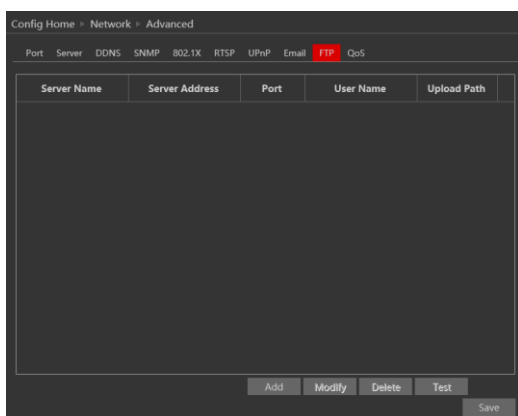 Config Home ▸ Network ▸ Advanced
Port Server DDNS SNMP 802.1X RTSP UPnP Email FTP QoS
Server Name Server Address Port User Name Upload Path
Add Modify Delete Test
Save